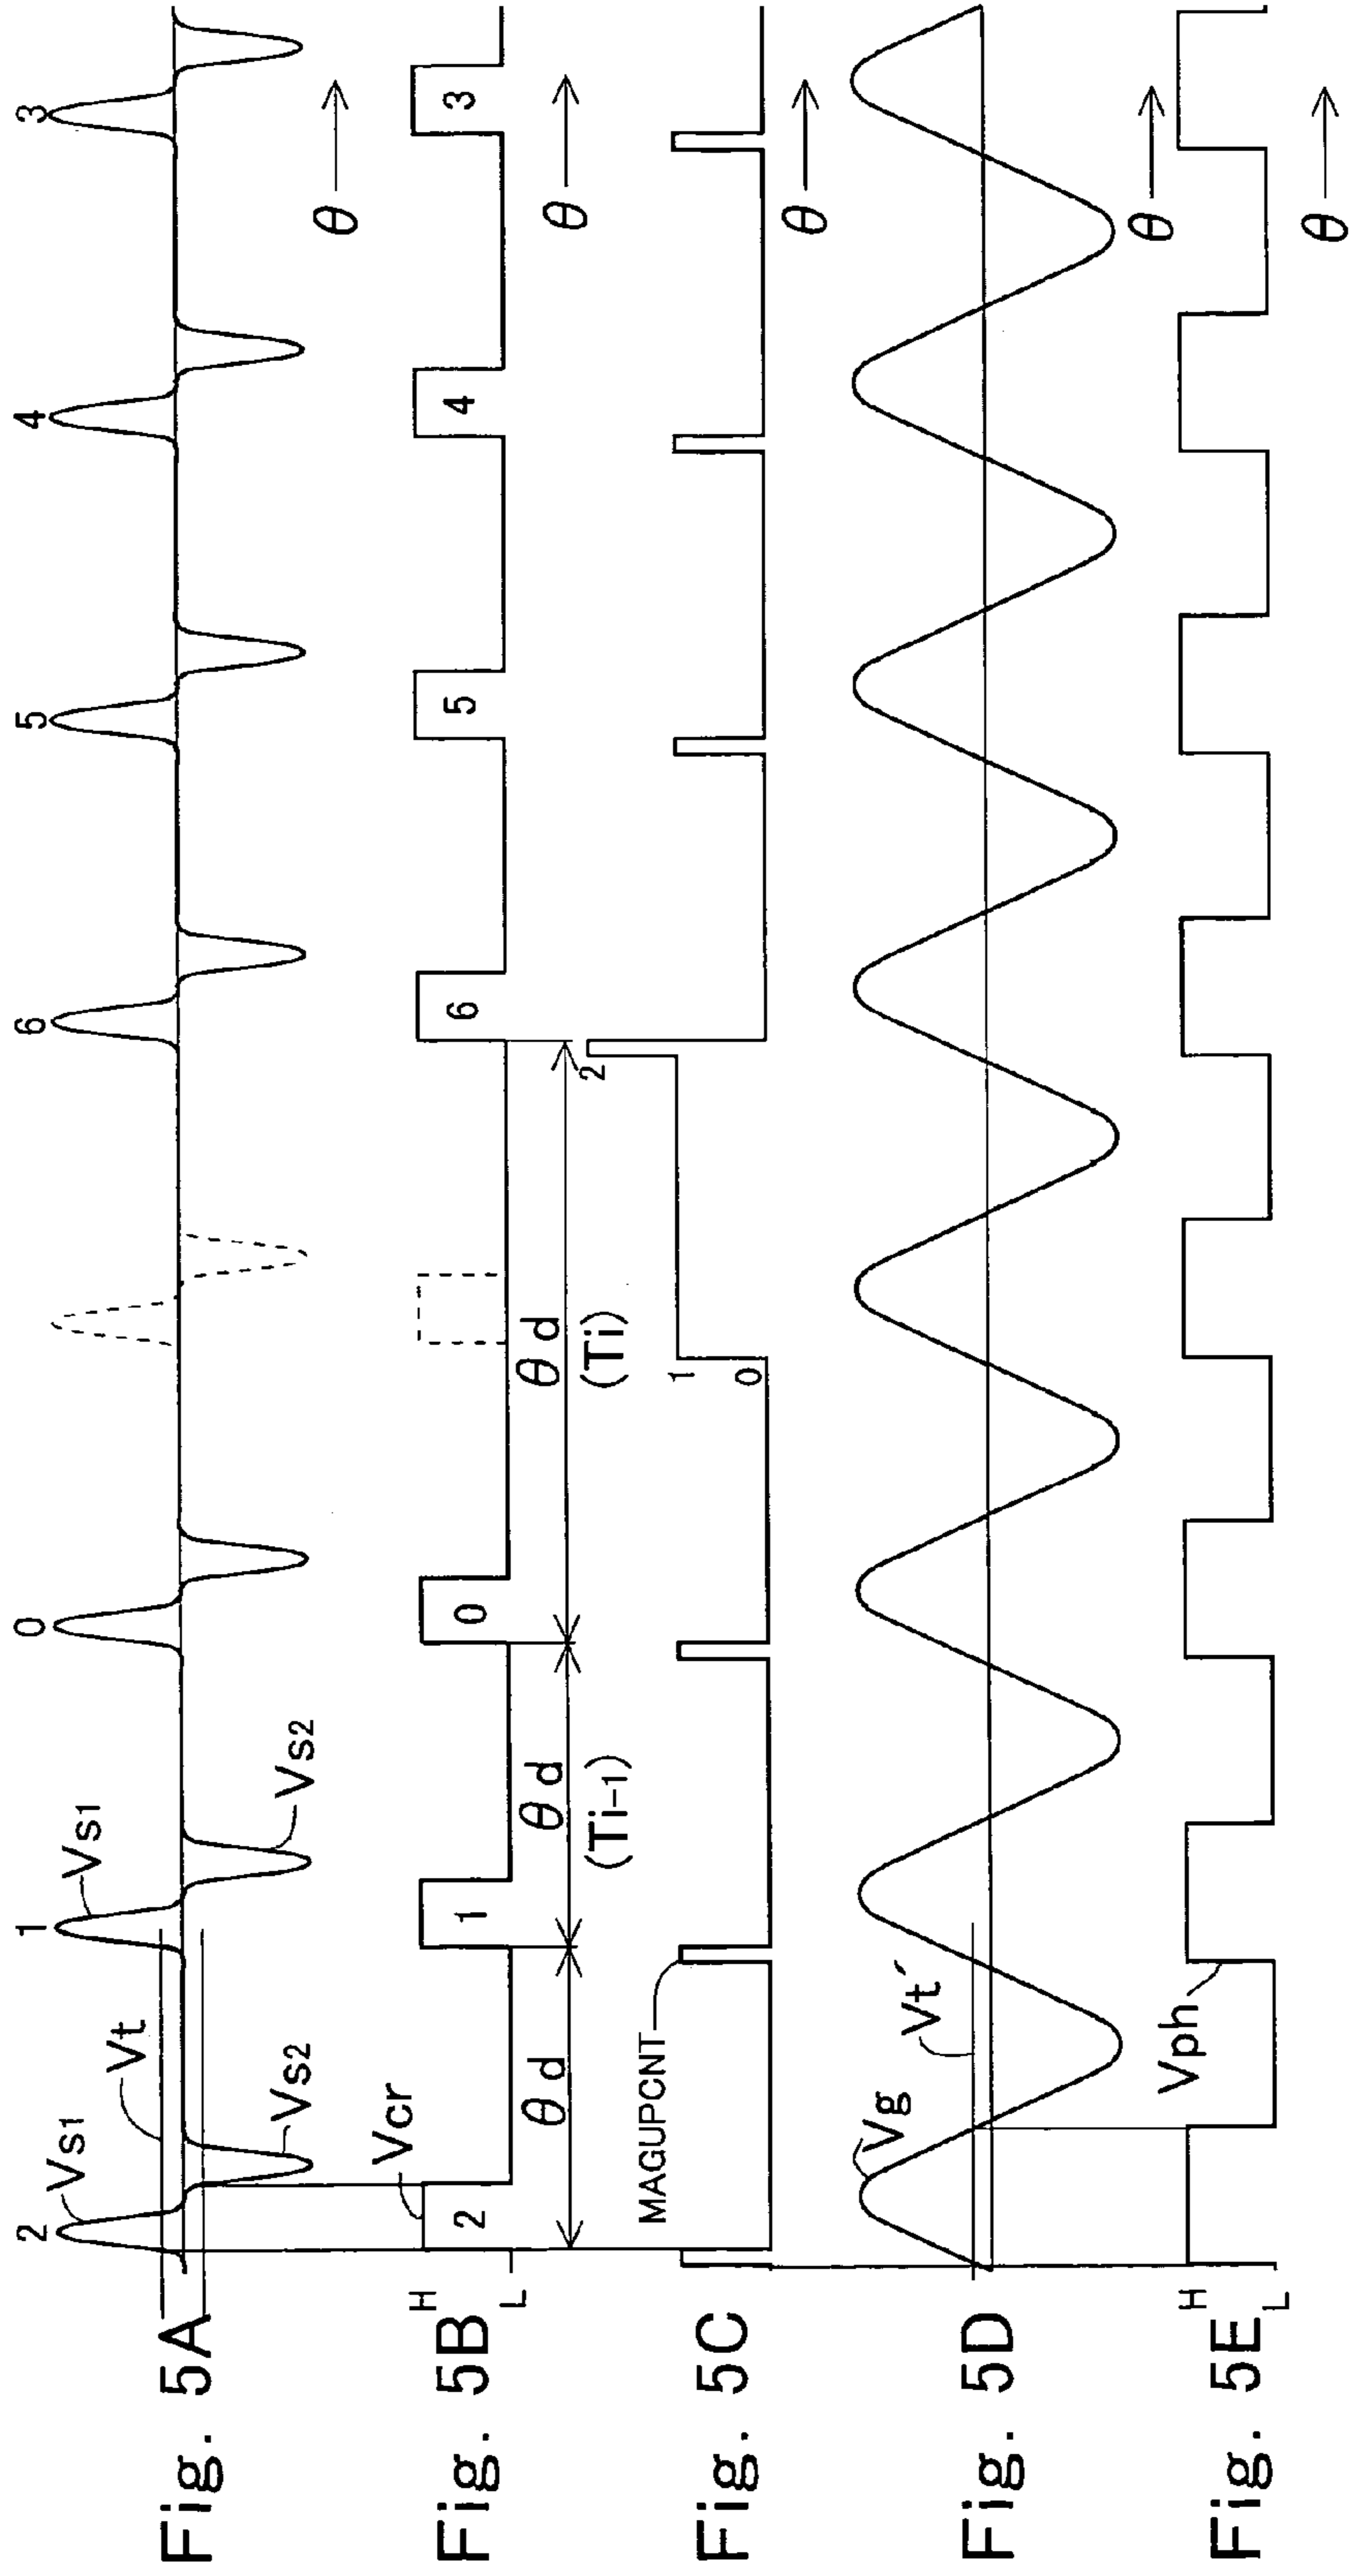 Fig. 5A
2 1 0 6 5 4 3
Vs1 Vt Vs1
Vs2 Vs2
θ
Fig. 5B
H
L
Vcr
2 1 0 6 5 4 3
θd θd θd θ
(Ti-1) (Ti)
Fig. 5C
MAGUPCNT
2
1
0
θ
Fig. 5D
Vg Vt´
θ
Fig. 5E
H
L
Vph
θ